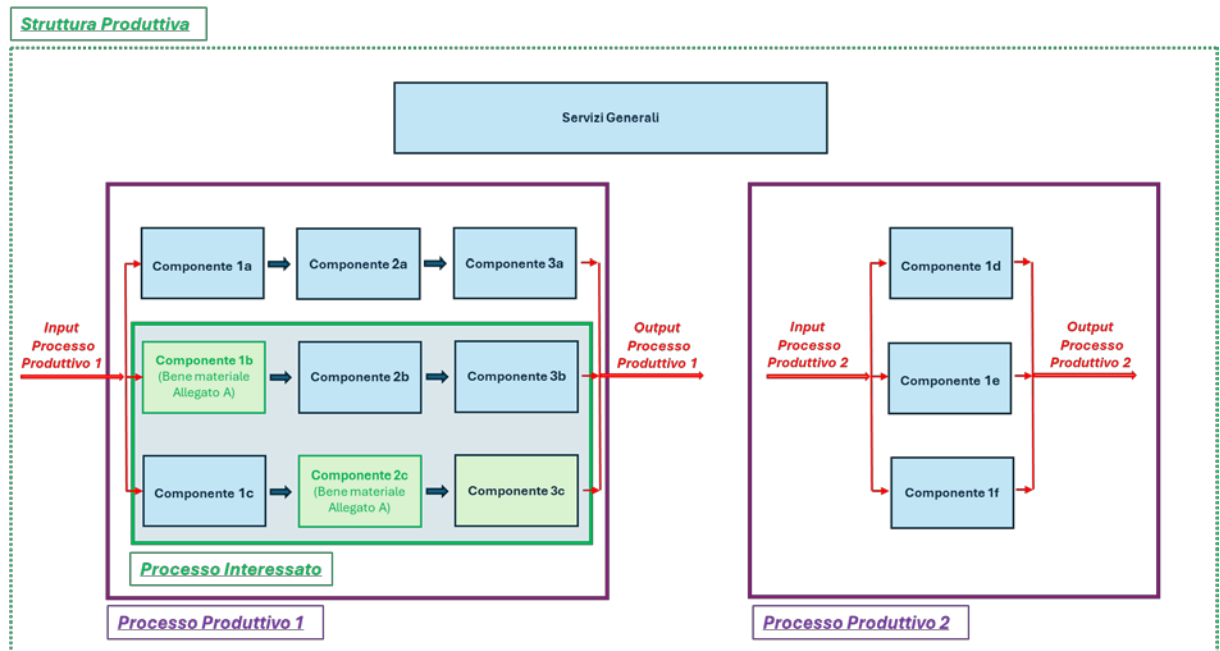 Struttura Produttiva
Servizi Generali
Componente 1a
Componente 2a
Componente 3a
Input
Processo
Produttivo 1
Componente 1b
(Bene materiale
Allegato A)
Componente 2b
Componente 3b
Output
Processo
Produttivo 1
Componente 1c
Componente 2c
(Bene materiale
Allegato A)
Componente 3c
Processo Interessato
Processo Produttivo 1
Componente 1d
Input
Processo
Produttivo 2
Componente 1e
Output
Processo
Produttivo 2
Componente 1f
Processo Produttivo 2